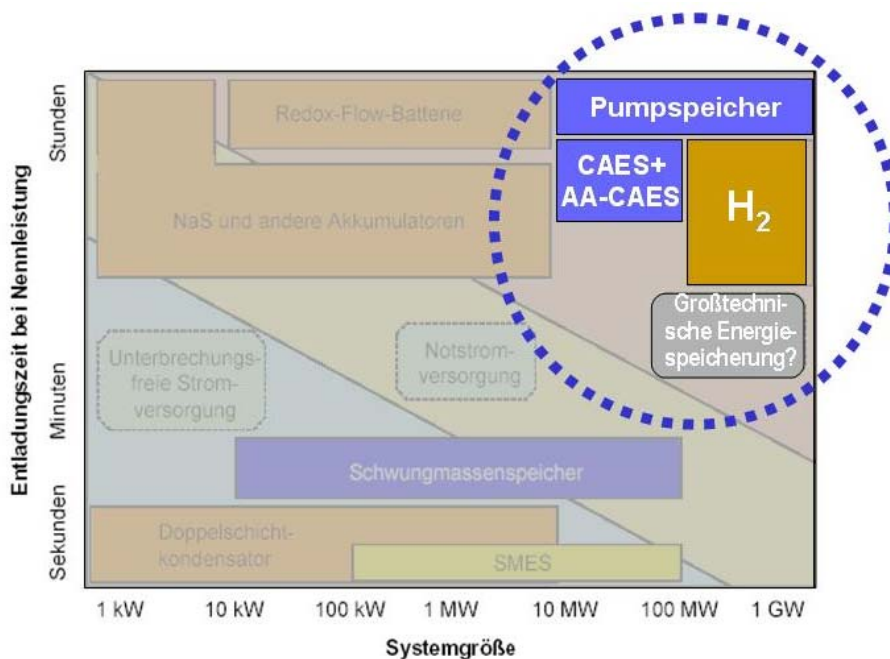 Entladungszeit bei Nennleistung
Stunden
Minuten
Sekunden
Redox-Flow-Batterie
Pumpspeicher
CAES+
AA-CAES
H₂
NaS und andere Akkumulatoren
Großtechni-
sche Energie-
speicherung?
Unterbrechungs-
freie Strom-
versorgung
Notstrom-
versorgung
Schwungmassenspeicher
Doppelschicht-
kondensator
SMES
1 kW 10 kW 100 kW 1 MW 10 MW 100 MW 1 GW
Systemgröße